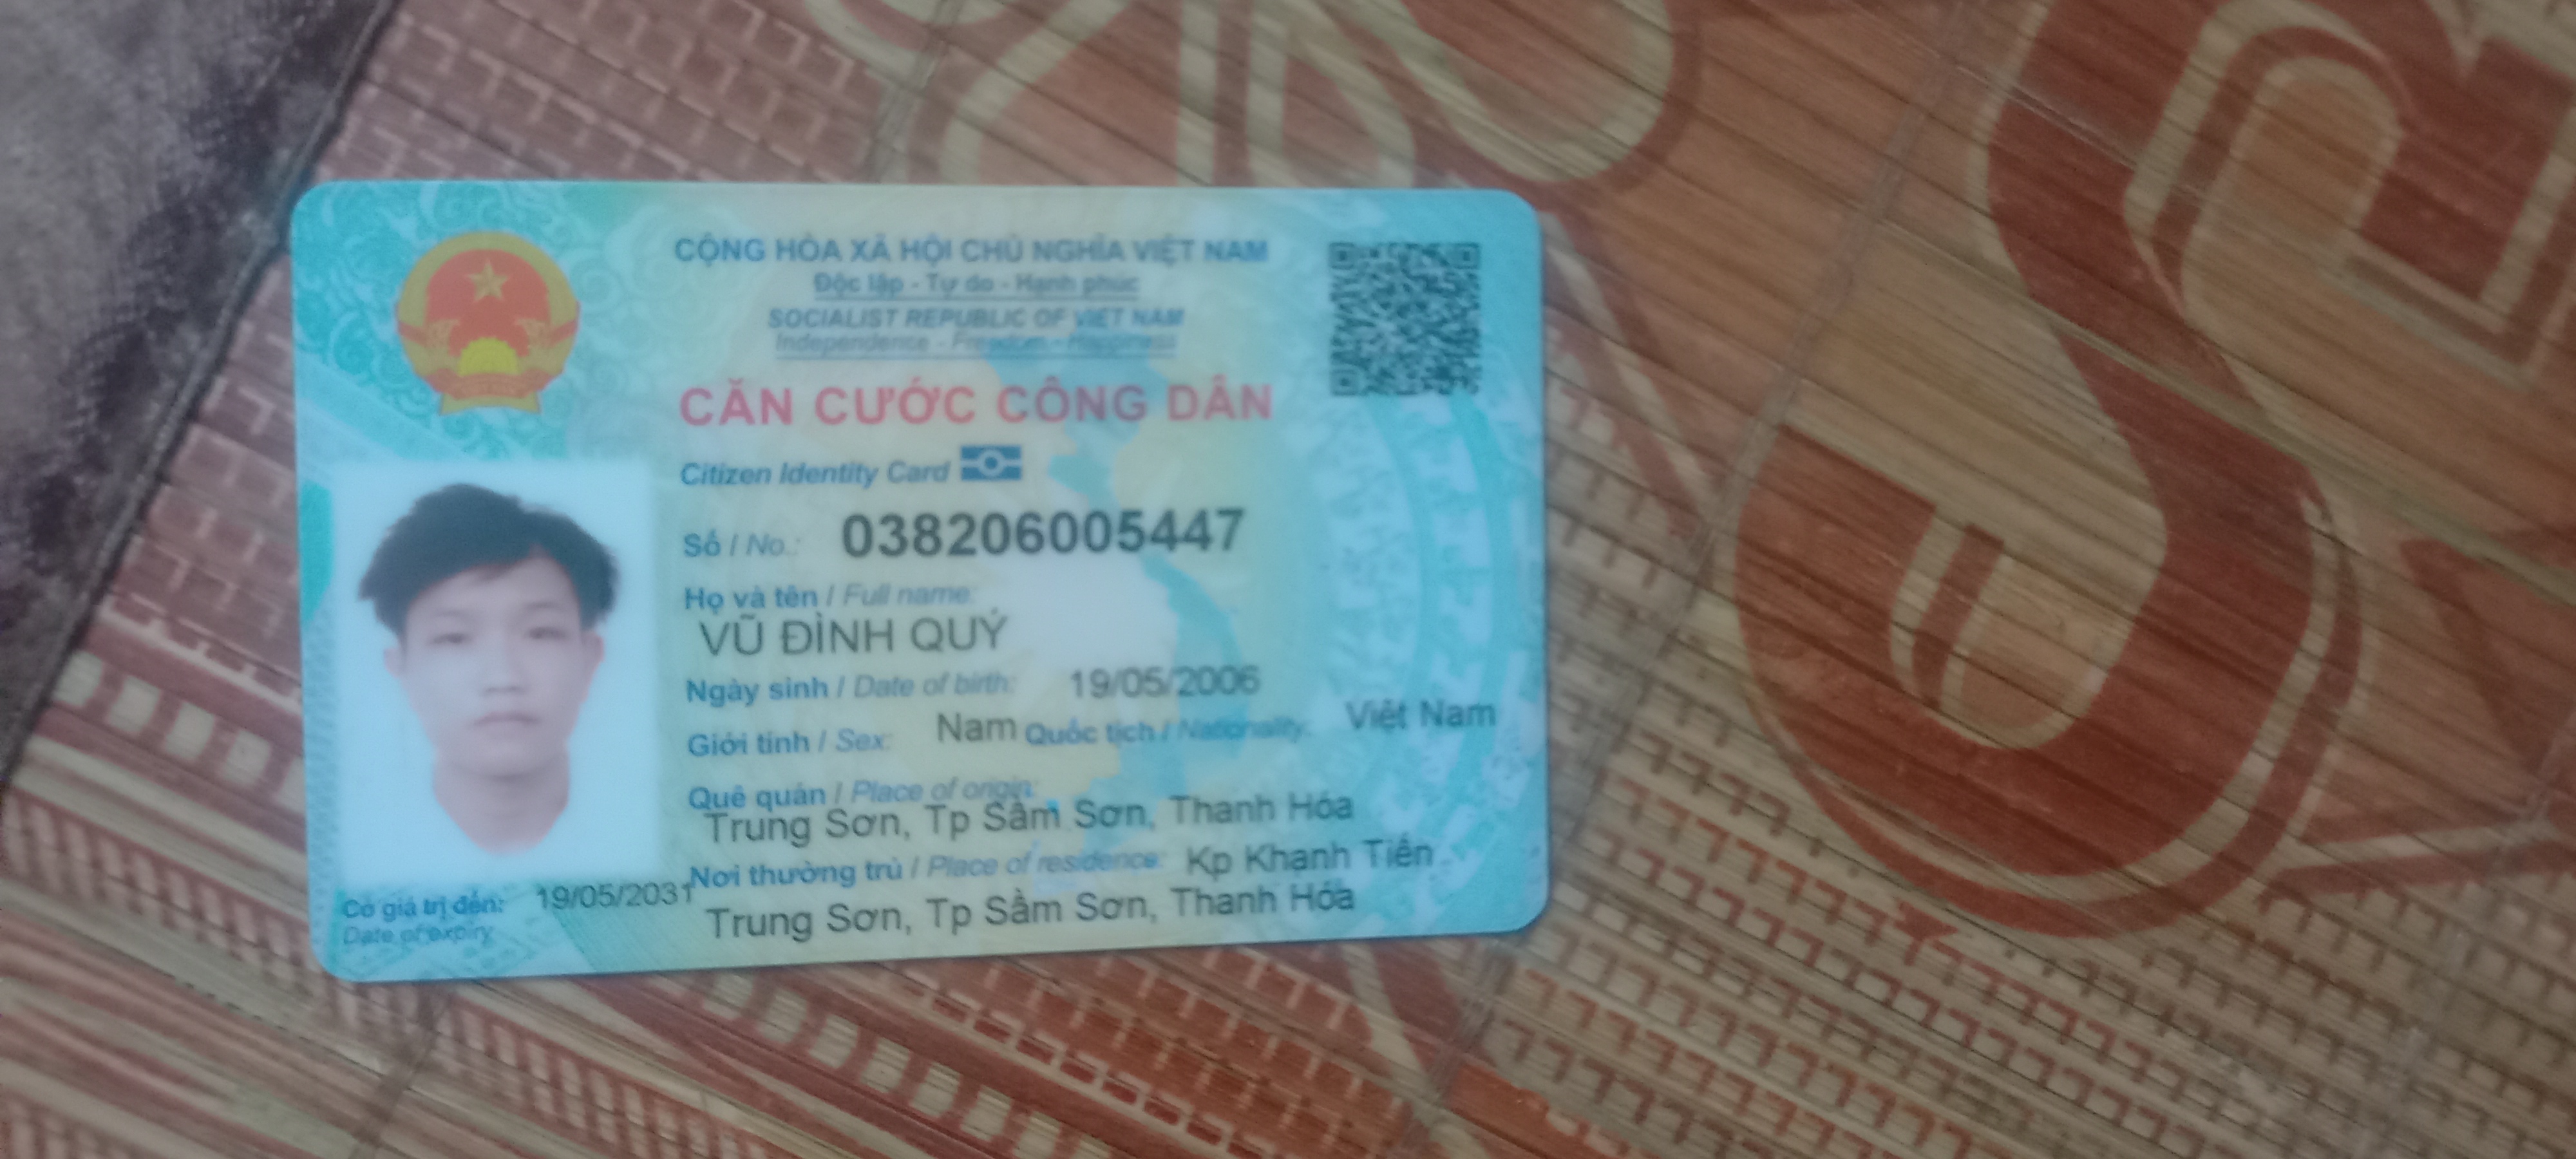 CỘNG HÒA XÃ HỘI CHỦ NGHĨA VIỆT NAM
Độc lập - Tự do - Hạnh phúc
SOCIALIST REPUBLIC OF VIET NAM
Independence - Freedom - Happiness
CĂN CƯỚC CÔNG DÂN
Citizen Identity Card
Số / No.: 038206005447
Họ và tên / Full name:
VŨ ĐÌNH QUÝ
Ngày sinh / Date of birth: 19/05/2006
Giới tính / Sex: Nam Quốc tịch / Nationality: Việt Nam
Quê quán / Place of origin:
Trung Sơn, Tp Sầm Sơn, Thanh Hóa
Nơi thường trú / Place of residence: Kp Khanh Tiến
Trung Sơn, Tp Sầm Sơn, Thanh Hóa
Có giá trị đến: 19/05/2031
Date of expiry